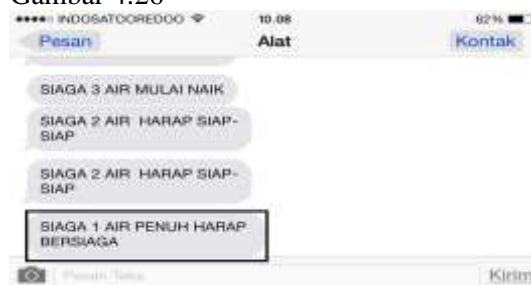 Gambar 4.26
INDOSATOOREDOO 10.08 62%
Pesan Alat Kontak
SIAGA 3 AIR MULAI NAIK
SIAGA 2 AIR HARAP SIAP-
SIAP
SIAGA 2 AIR HARAP SIAP-
SIAP
SIAGA 1 AIR PENUH HARAP
BERSIAGA
Pesan Teks Kirim